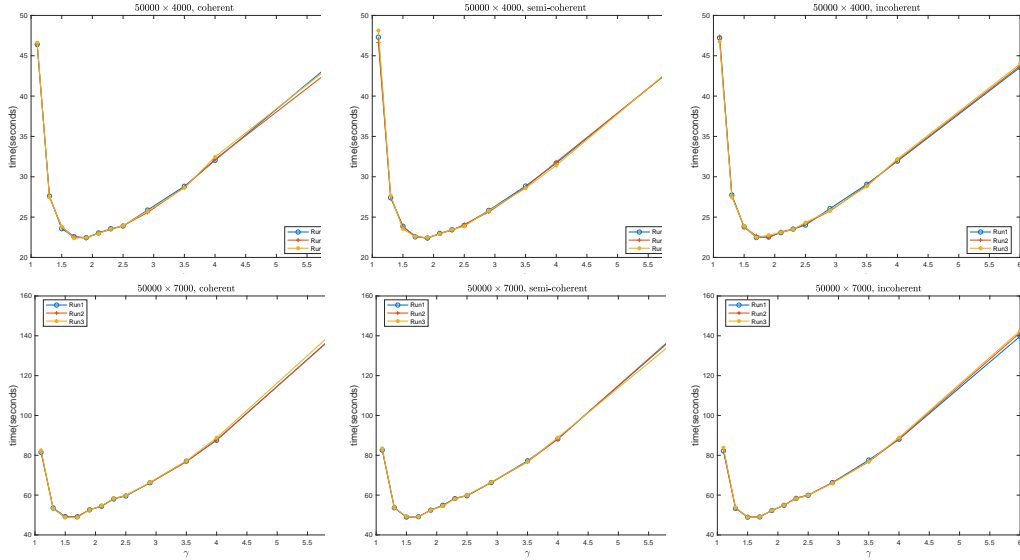 50000 × 4000, coherent
50
45
40
35
30
25
20
time(seconds)
Run
Run
Run
1 1.5 2 2.5 3 3.5 4 4.5 5 5.5
50000 × 4000, semi-coherent
50
45
40
35
30
25
20
time(seconds)
Run
Run
Run
1 1.5 2 2.5 3 3.5 4 4.5 5 5.5
50000 × 4000, incoherent
50
45
40
35
30
25
20
time(seconds)
Run1
Run2
Run3
1 1.5 2 2.5 3 3.5 4 4.5 5 5.5 6
50000 × 7000, coherent
160
140
120
100
80
60
40
time(seconds)
Run1
Run2
Run3
1 1.5 2 2.5 3 3.5 4 4.5 5 5.5
γ
50000 × 7000, semi-coherent
160
140
120
100
80
60
40
time(seconds)
Run1
Run2
Run3
1 1.5 2 2.5 3 3.5 4 4.5 5 5.5
γ
50000 × 7000, incoherent
160
140
120
100
80
60
40
time(seconds)
Run1
Run2
Run3
1 1.5 2 2.5 3 3.5 4 4.5 5 5.5 6
γ